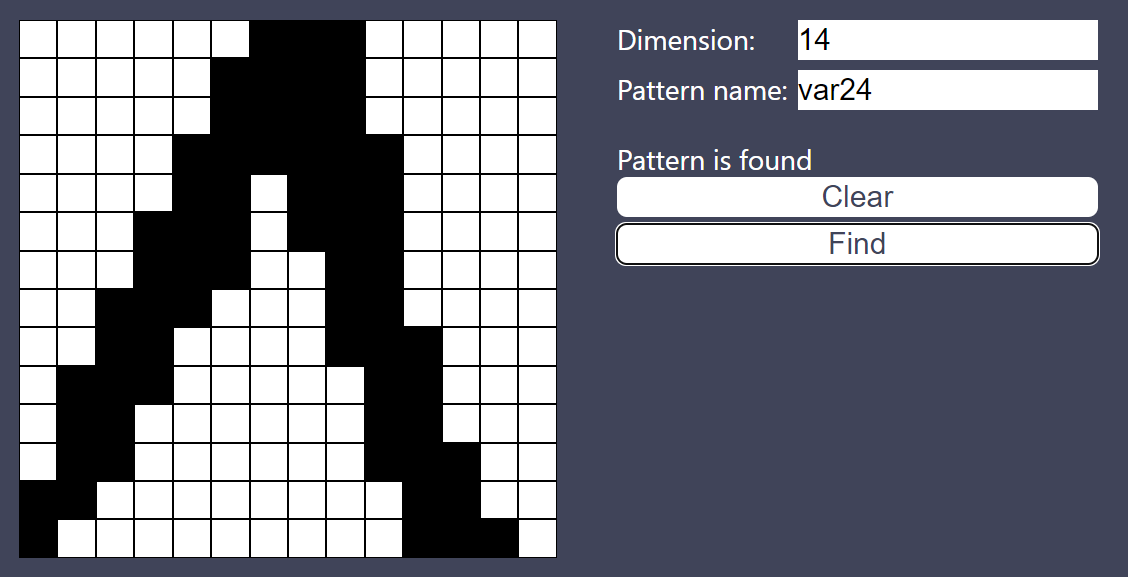 Dimension: 14
Pattern name: var24
Pattern is found
Clear
Find